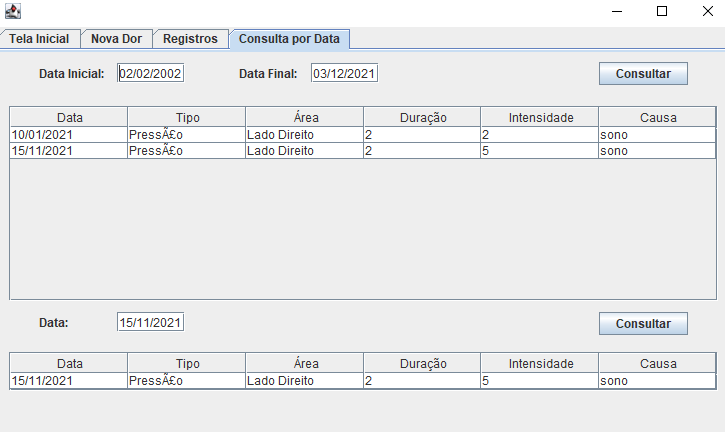 Tela Inicial Nova Dor Registros Consulta por Data
Data Inicial: 02/02/2002 Data Final: 03/12/2021 Consultar
Data Tipo Área Duração Intensidade Causa
10/01/2021 PressÃ£o Lado Direito 2 2 sono
15/11/2021 PressÃ£o Lado Direito 2 5 sono
Data: 15/11/2021 Consultar
Data Tipo Área Duração Intensidade Causa
15/11/2021 PressÃ£o Lado Direito 2 5 sono